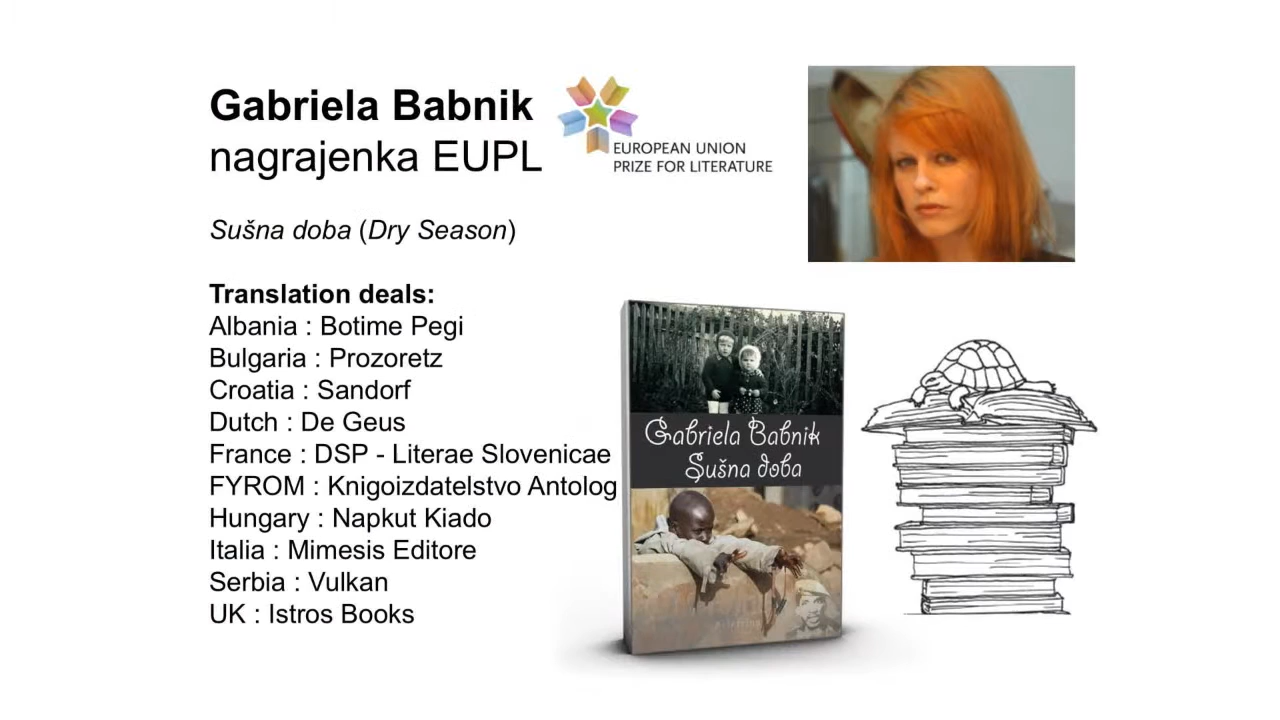 Gabriela Babnik
nagrajenka EUPL
EUROPEAN UNION
PRIZE FOR LITERATURE
Sušna doba (Dry Season)
Translation deals:
Albania : Botime Pegi
Bulgaria : Prozoretz
Croatia : Sandorf
Dutch : De Geus
France : DSP - Literae Slovenicae
FYROM : Knigoizdatelstvo Antolog
Hungary : Napkut Kiado
Italia : Mimesis Editore
Serbia : Vulkan
UK : Istros Books
Gabriela Babnik
Sušna doba